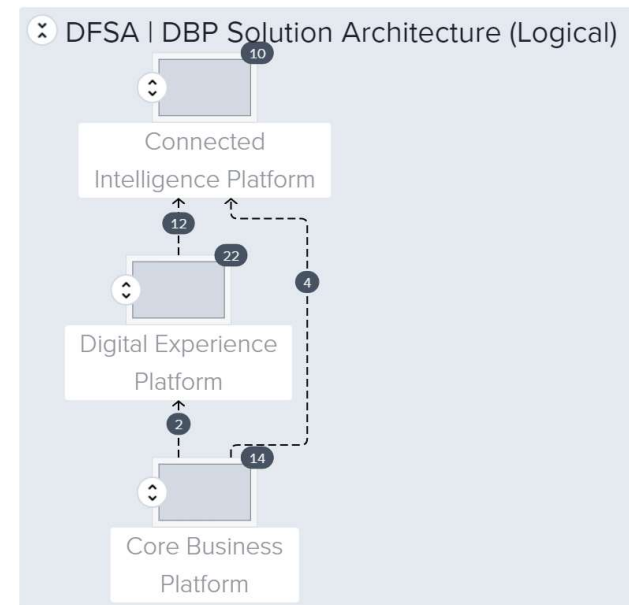 DFSA | DBP Solution Architecture (Logical)
10
Connected
Intelligence Platform
12
22
4
Digital Experience
Platform
2
14
Core Business
Platform